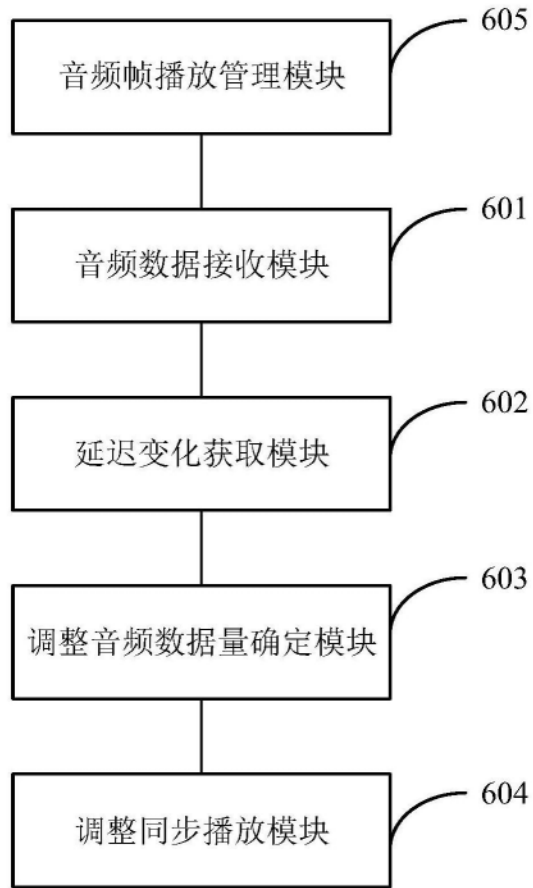 605
音频帧播放管理模块
601
音频数据接收模块
602
延迟变化获取模块
603
调整音频数据量确定模块
604
调整同步播放模块